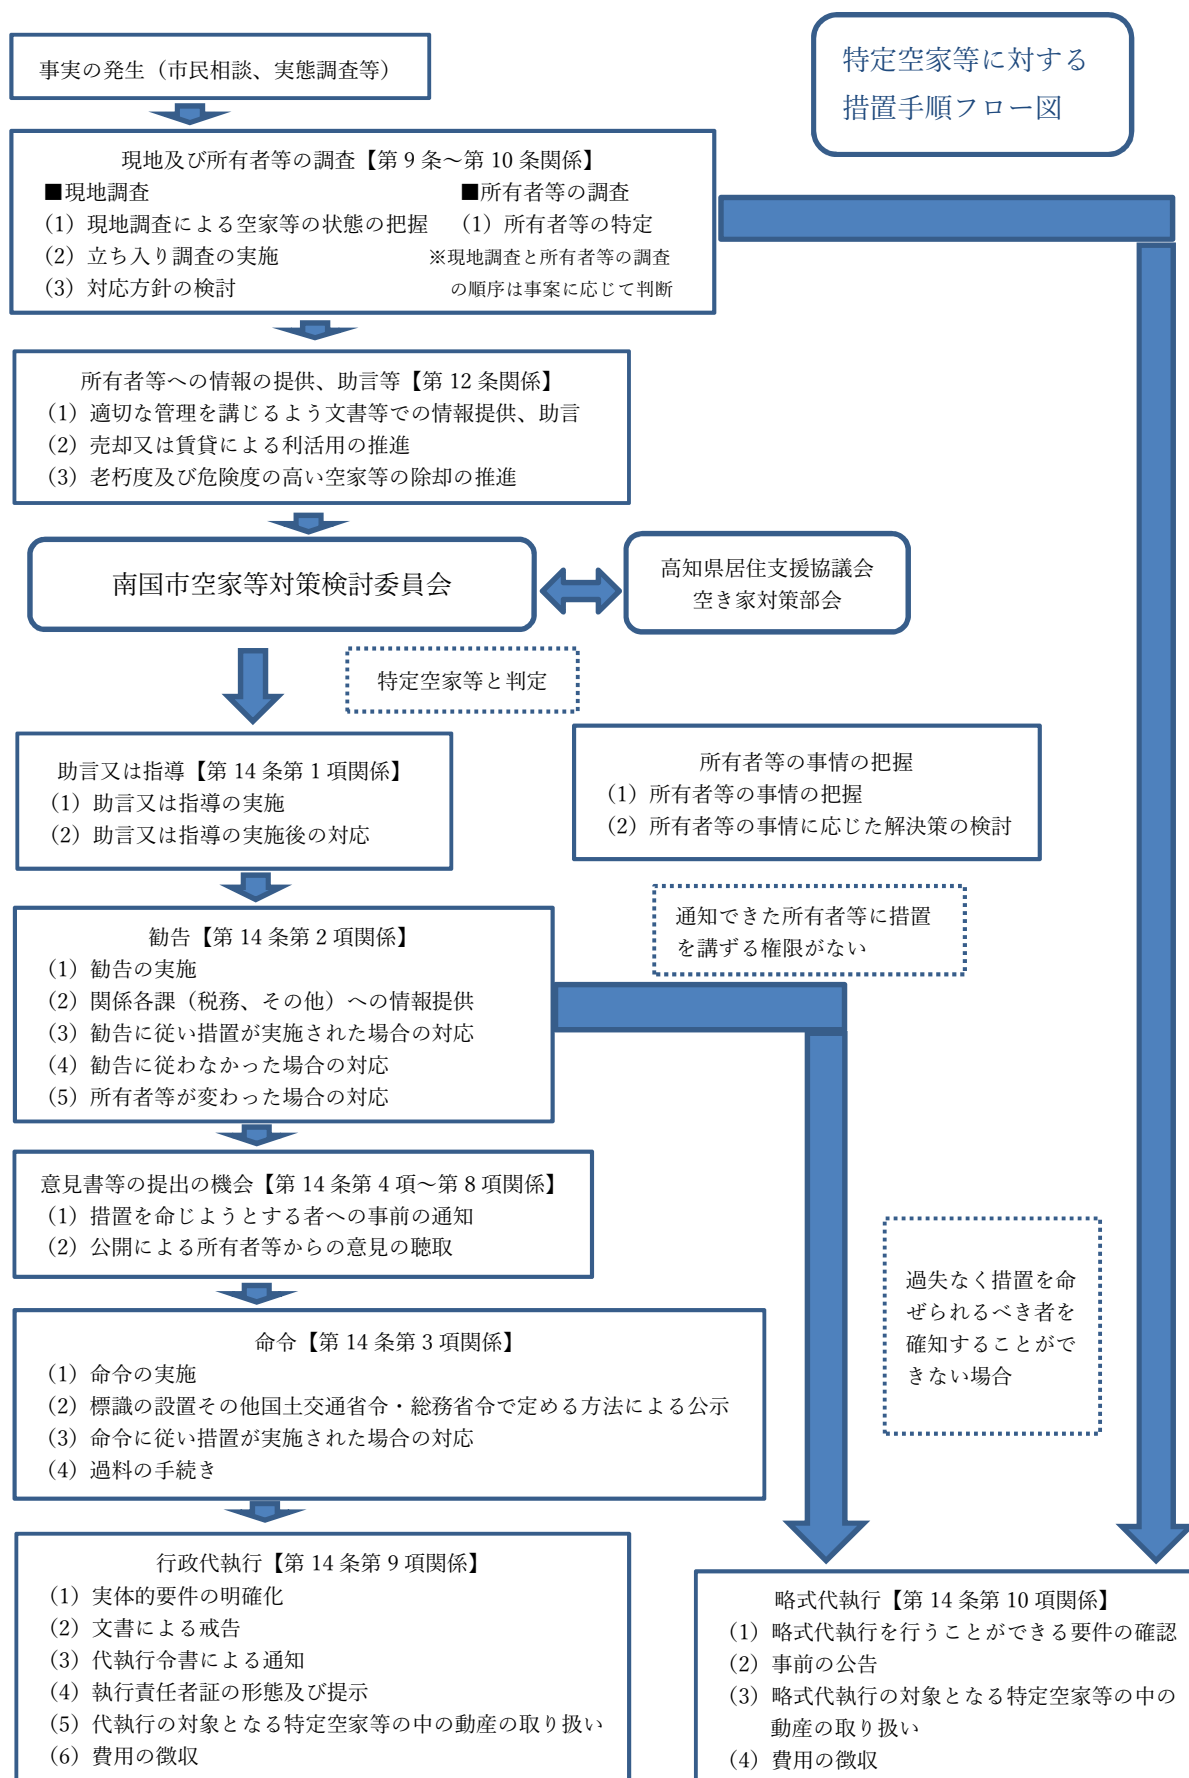 特定空家等に対する
措置手順フロー図
事実の発生（市民相談、実態調査等）
現地及び所有者等の調査【第 9 条～第 10 条関係】
■現地調査
（1）現地調査による空家等の状態の把握
（2）立ち入り調査の実施
（3）対応方針の検討
■所有者等の調査
（1）所有者等の特定
※現地調査と所有者等の調査
の順序は事案に応じて判断
所有者等への情報の提供、助言等【第 12 条関係】
（1）適切な管理を講じるよう文書等での情報提供、助言
（2）売却又は賃貸による利活用の推進
（3）老朽度及び危険度の高い空家等の除却の推進
南国市空家等対策検討委員会
高知県居住支援協議会
空き家対策部会
特定空家等と判定
助言又は指導【第 14 条第 1 項関係】
（1）助言又は指導の実施
（2）助言又は指導の実施後の対応
所有者等の事情の把握
（1）所有者等の事情の把握
（2）所有者等の事情に応じた解決策の検討
通知できた所有者等に措置
を講ずる権限がない
勧告【第 14 条第 2 項関係】
（1）勧告の実施
（2）関係各課（税務、その他）への情報提供
（3）勧告に従い措置が実施された場合の対応
（4）勧告に従わなかった場合の対応
（5）所有者等が変わった場合の対応
意見書等の提出の機会【第 14 条第 4 項～第 8 項関係】
（1）措置を命じようとする者への事前の通知
（2）公開による所有者等からの意見の聴取
過失なく措置を命
ぜられるべき者を
確知することがで
きない場合
命令【第 14 条第 3 項関係】
（1）命令の実施
（2）標識の設置その他国土交通省令・総務省令で定める方法による公示
（3）命令に従い措置が実施された場合の対応
（4）過料の手続き
行政代執行【第 14 条第 9 項関係】
（1）実体的要件の明確化
（2）文書による戒告
（3）代執行令書による通知
（4）執行責任者証の形態及び提示
（5）代執行の対象となる特定空家等の中の動産の取り扱い
（6）費用の徴収
略式代執行【第 14 条第 10 項関係】
（1）略式代執行を行うことができる要件の確認
（2）事前の公告
（3）略式代執行の対象となる特定空家等の中の
動産の取り扱い
（4）費用の徴収